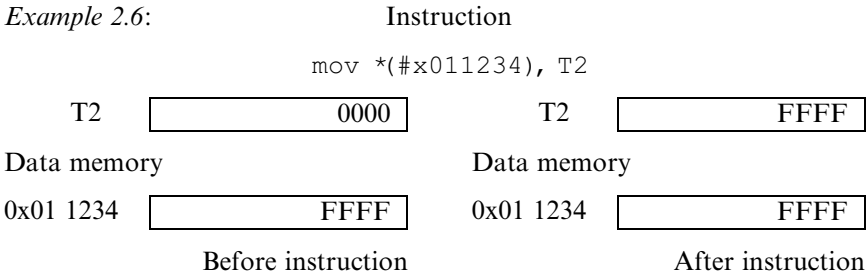 Example 2.6: Instruction
mov *(#x011234), T2
T2 0000 T2 FFFF
Data memory Data memory
0x01 1234 FFFF 0x01 1234 FFFF
Before instruction After instruction